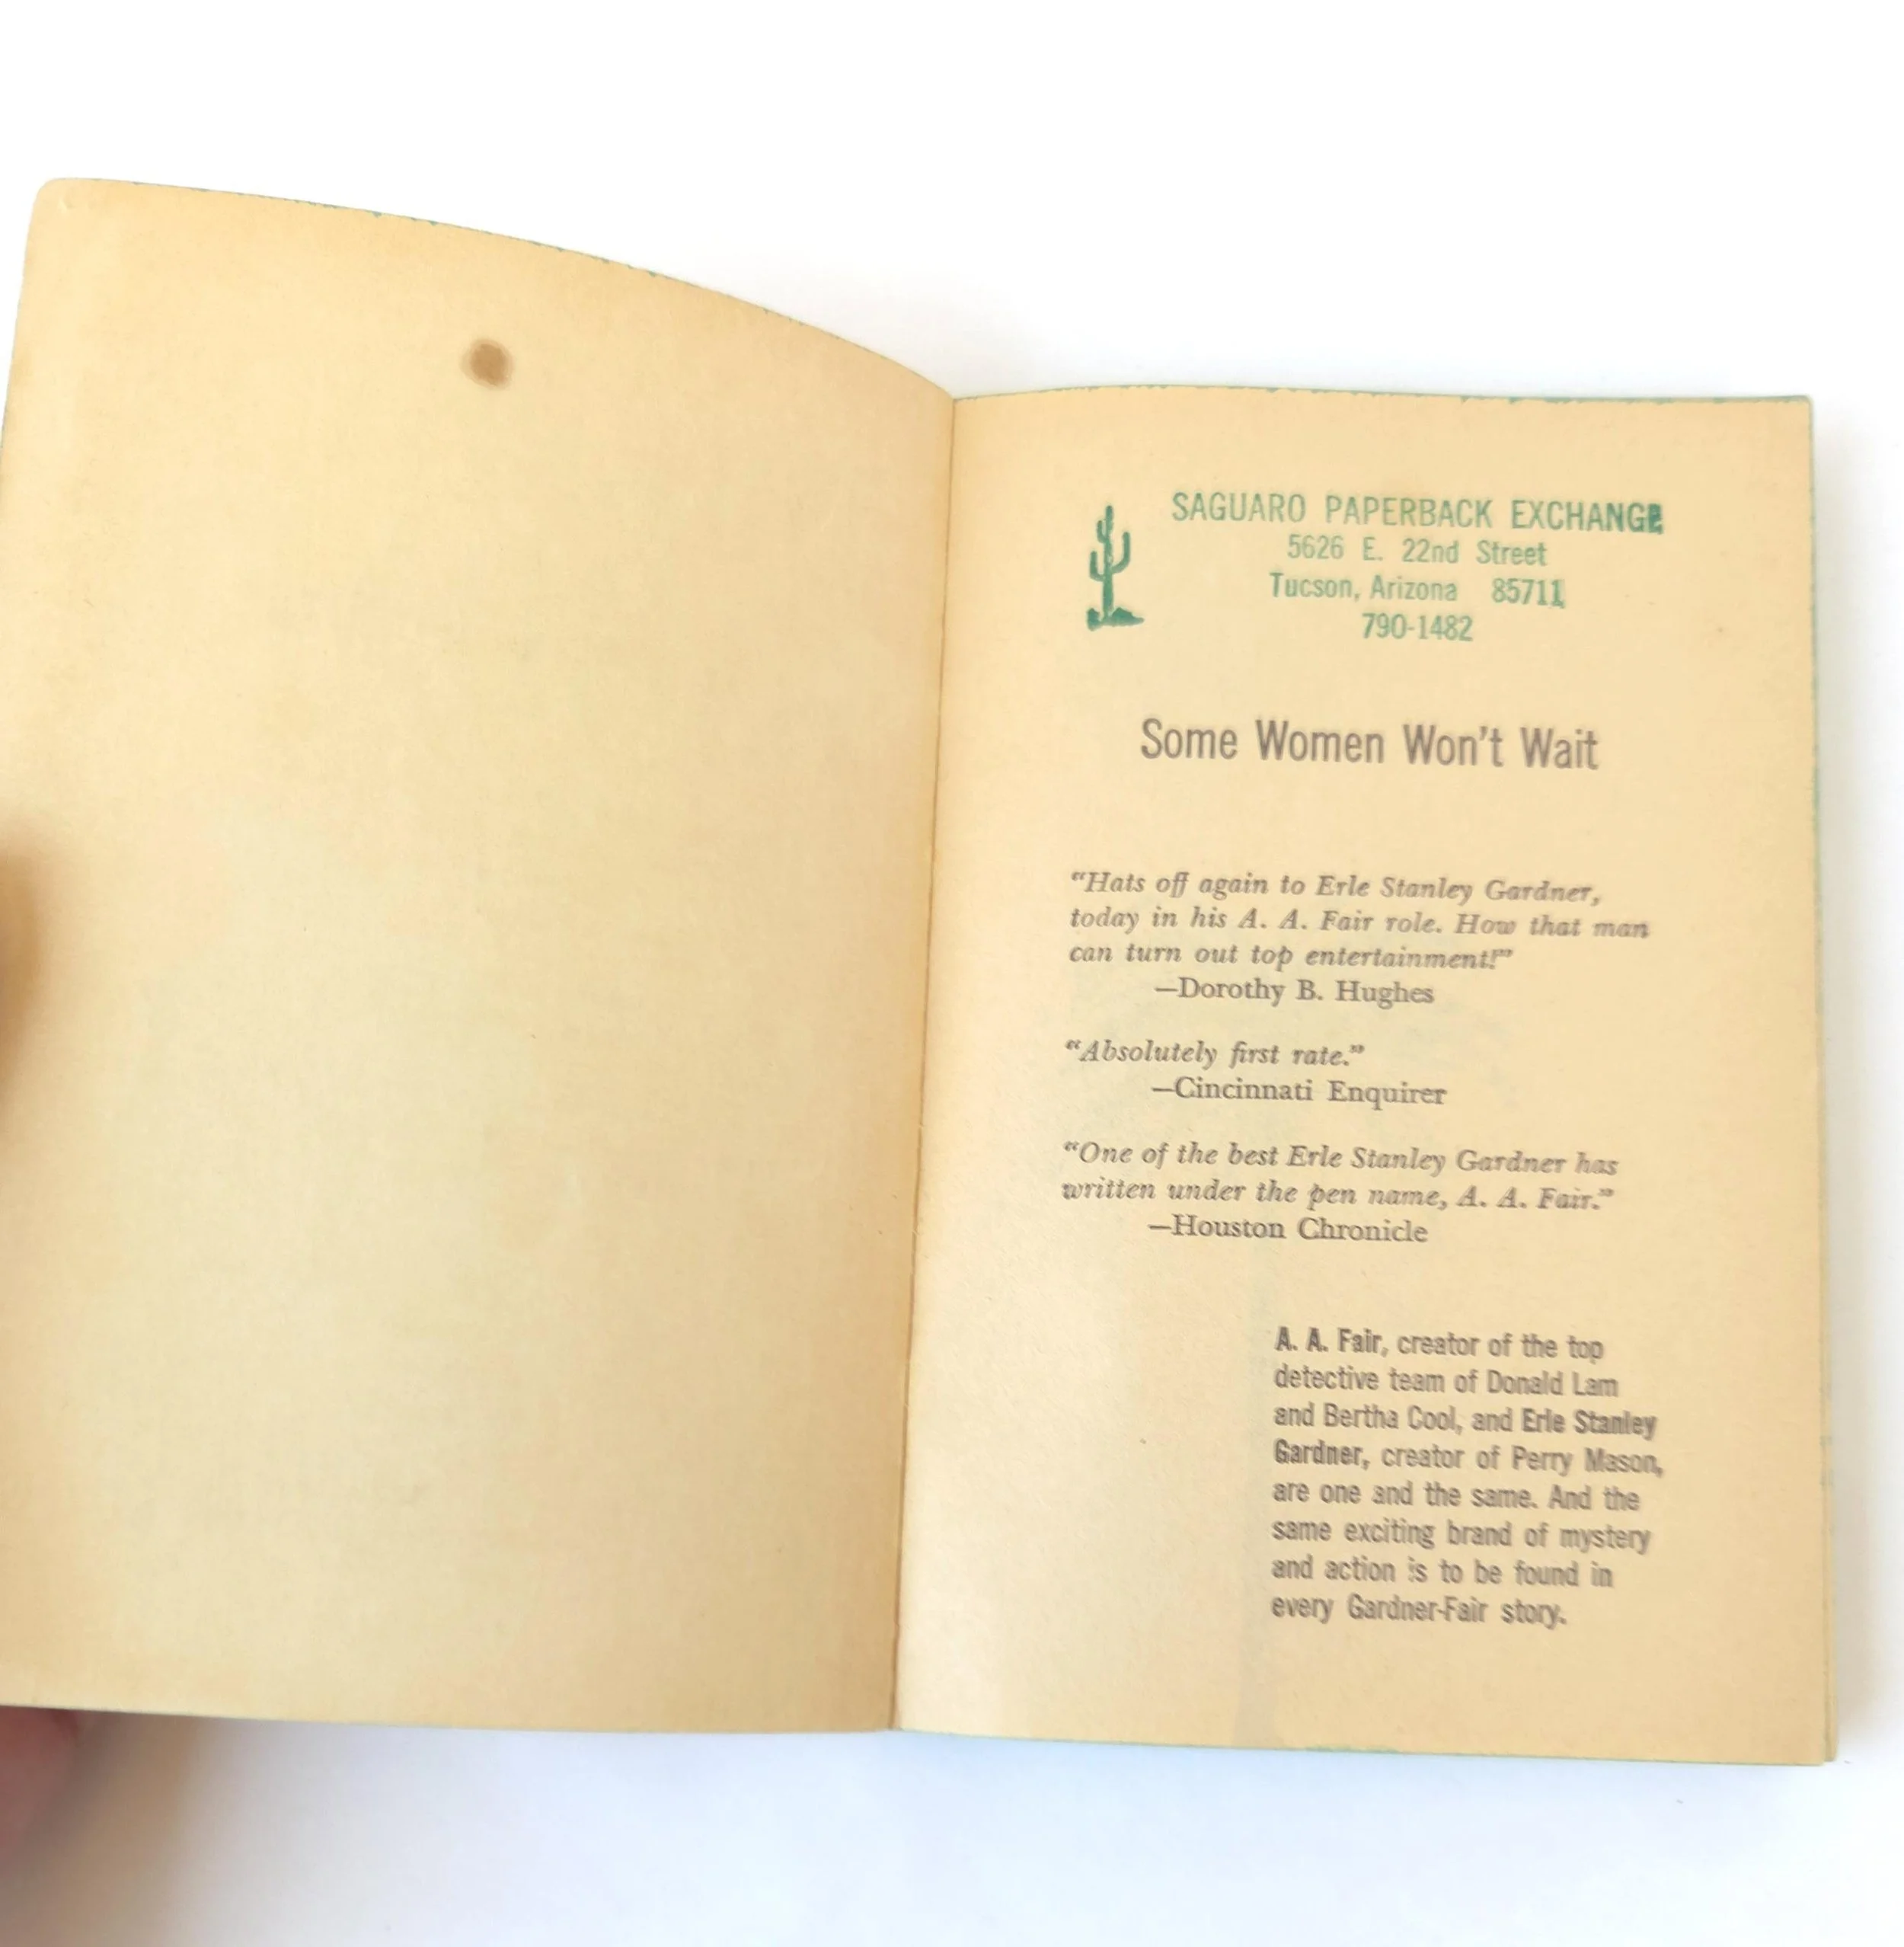 SAGUARO PAPERBACK EXCHANGE
5626 E. 22nd Street
Tucson, Arizona 85711
790-1482
Some Women Won't Wait
“Hats off again to Erle Stanley Gardner,
today in his A. A. Fair role. How that man
can turn out top entertainment!”
—Dorothy B. Hughes
“Absolutely first rate.”
—Cincinnati Enquirer
“One of the best Erle Stanley Gardner has
written under the pen name, A. A. Fair.”
—Houston Chronicle
A. A. Fair, creator of the top
detective team of Donald Lam
and Bertha Cool, and Erle Stanley
Gardner, creator of Perry Mason,
are one and the same. And the
same exciting brand of mystery
and action is to be found in
every Gardner-Fair story.